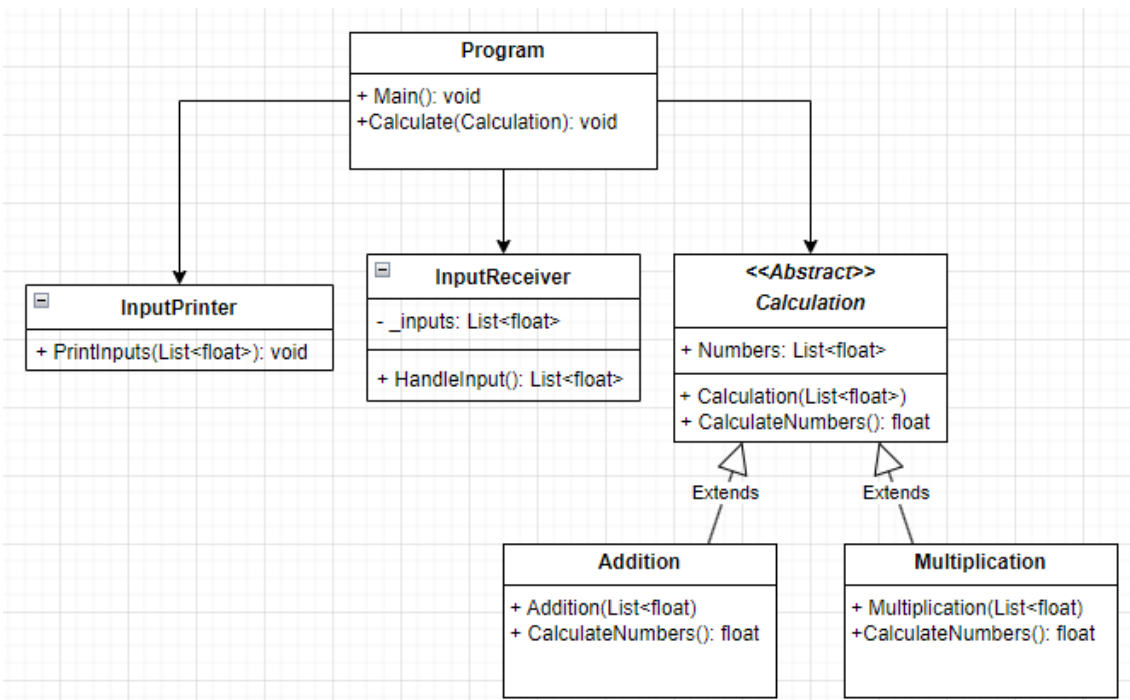 Program
+ Main(): void
+Calculate(Calculation): void
InputPrinter
+ PrintInputs(List<float>): void
InputReceiver
- _inputs: List<float>
+ HandleInput(): List<float>
<<Abstract>>
Calculation
+ Numbers: List<float>
+ Calculation(List<float>)
+ CalculateNumbers(): float
Extends
Extends
Addition
+ Addition(List<float)
+ CalculateNumbers(): float
Multiplication
+ Multiplication(List<float)
+CalculateNumbers(): float